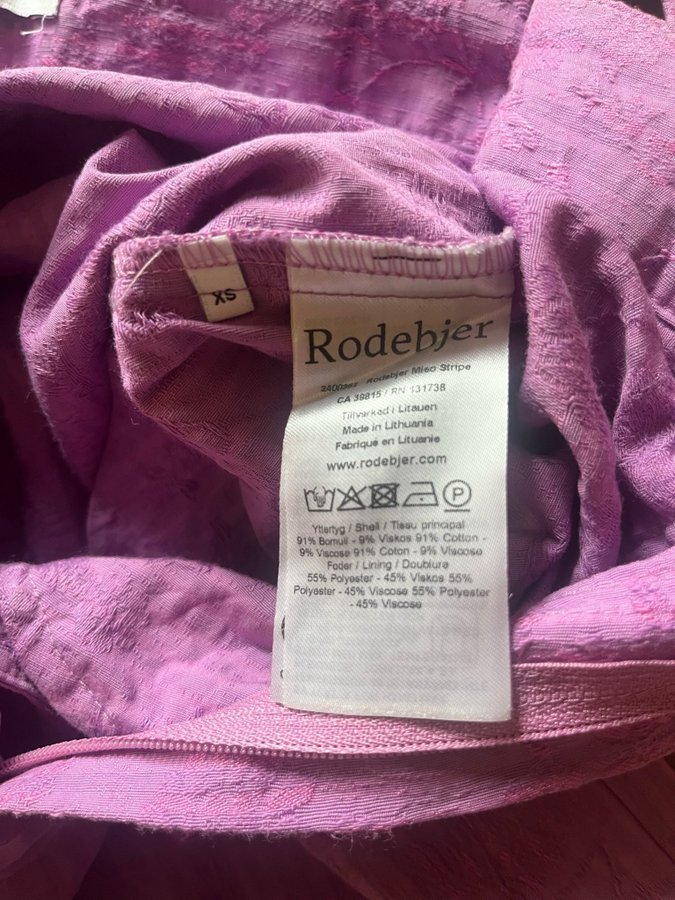 XS
Rodebjer
Rodebjer Miso Stripe
CA 39815 / RN 131738
Tillverkad i Litauen
Made in Lithuania
Fabriqué en Lituanie
www.rodebjer.com
P
Yttertyg / Shell / Tissu principal
91% Bomull - 9% Viskos 91% Cotton -
9% Viscose 91% Coton - 9% Viscose
Foder / Lining / Doublure
55% Polyester - 45% Viskos 55%
Polyester - 45% Viscose 55% Polyester
- 45% Viscose